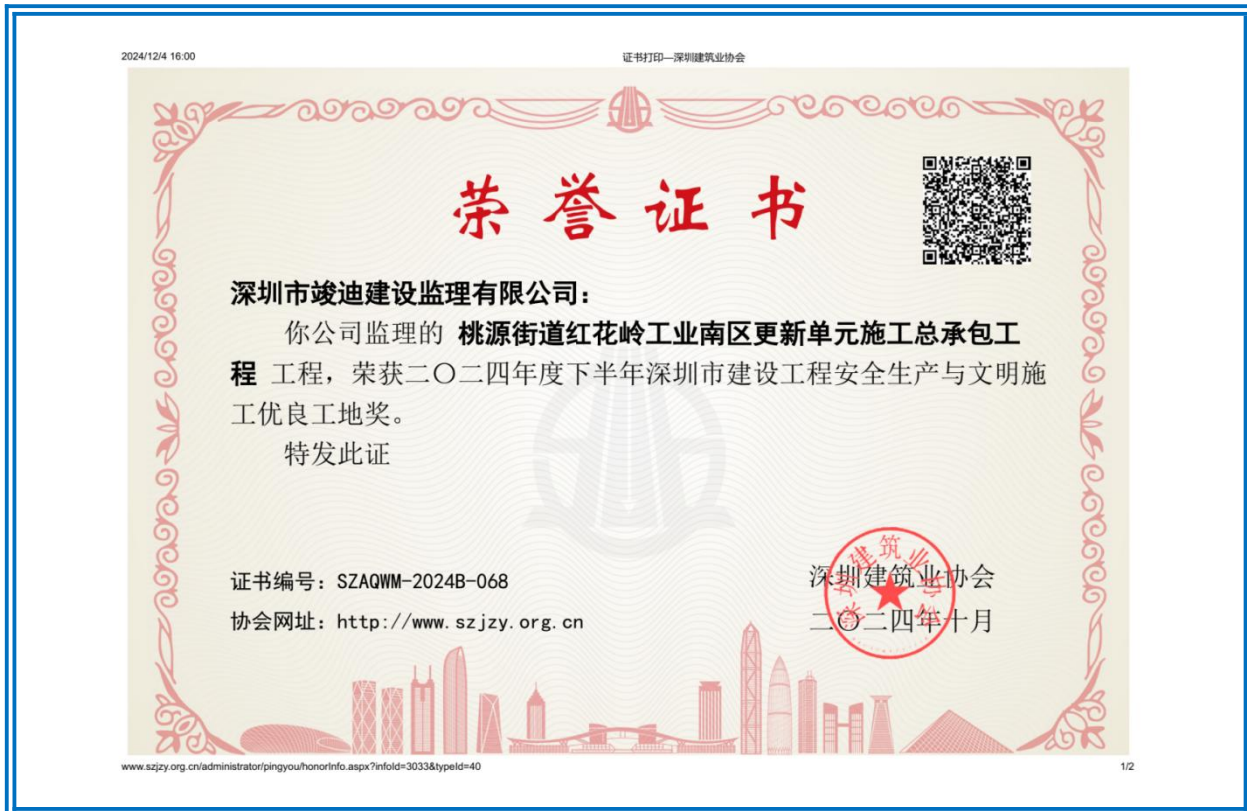 2024/12/4 16:00
证书打印—深圳建筑业协会
荣誉证书
深圳市竣迪建设监理有限公司：
你公司监理的 桃源街道红花岭工业南区更新单元施工总承包工
程 工程，荣获二〇二四年度下半年深圳市建设工程安全生产与文明施
工优良工地奖。
特发此证
证书编号：SZAQWM-2024B-068
深圳建筑业协会
协会网址：http://www.szjzy.org.cn
二〇二四年十月
深圳建筑业协会
www.szjzy.org.cn/administrator/pingyou/honorInfo.aspx?infoId=3033&typeId=40
1/2